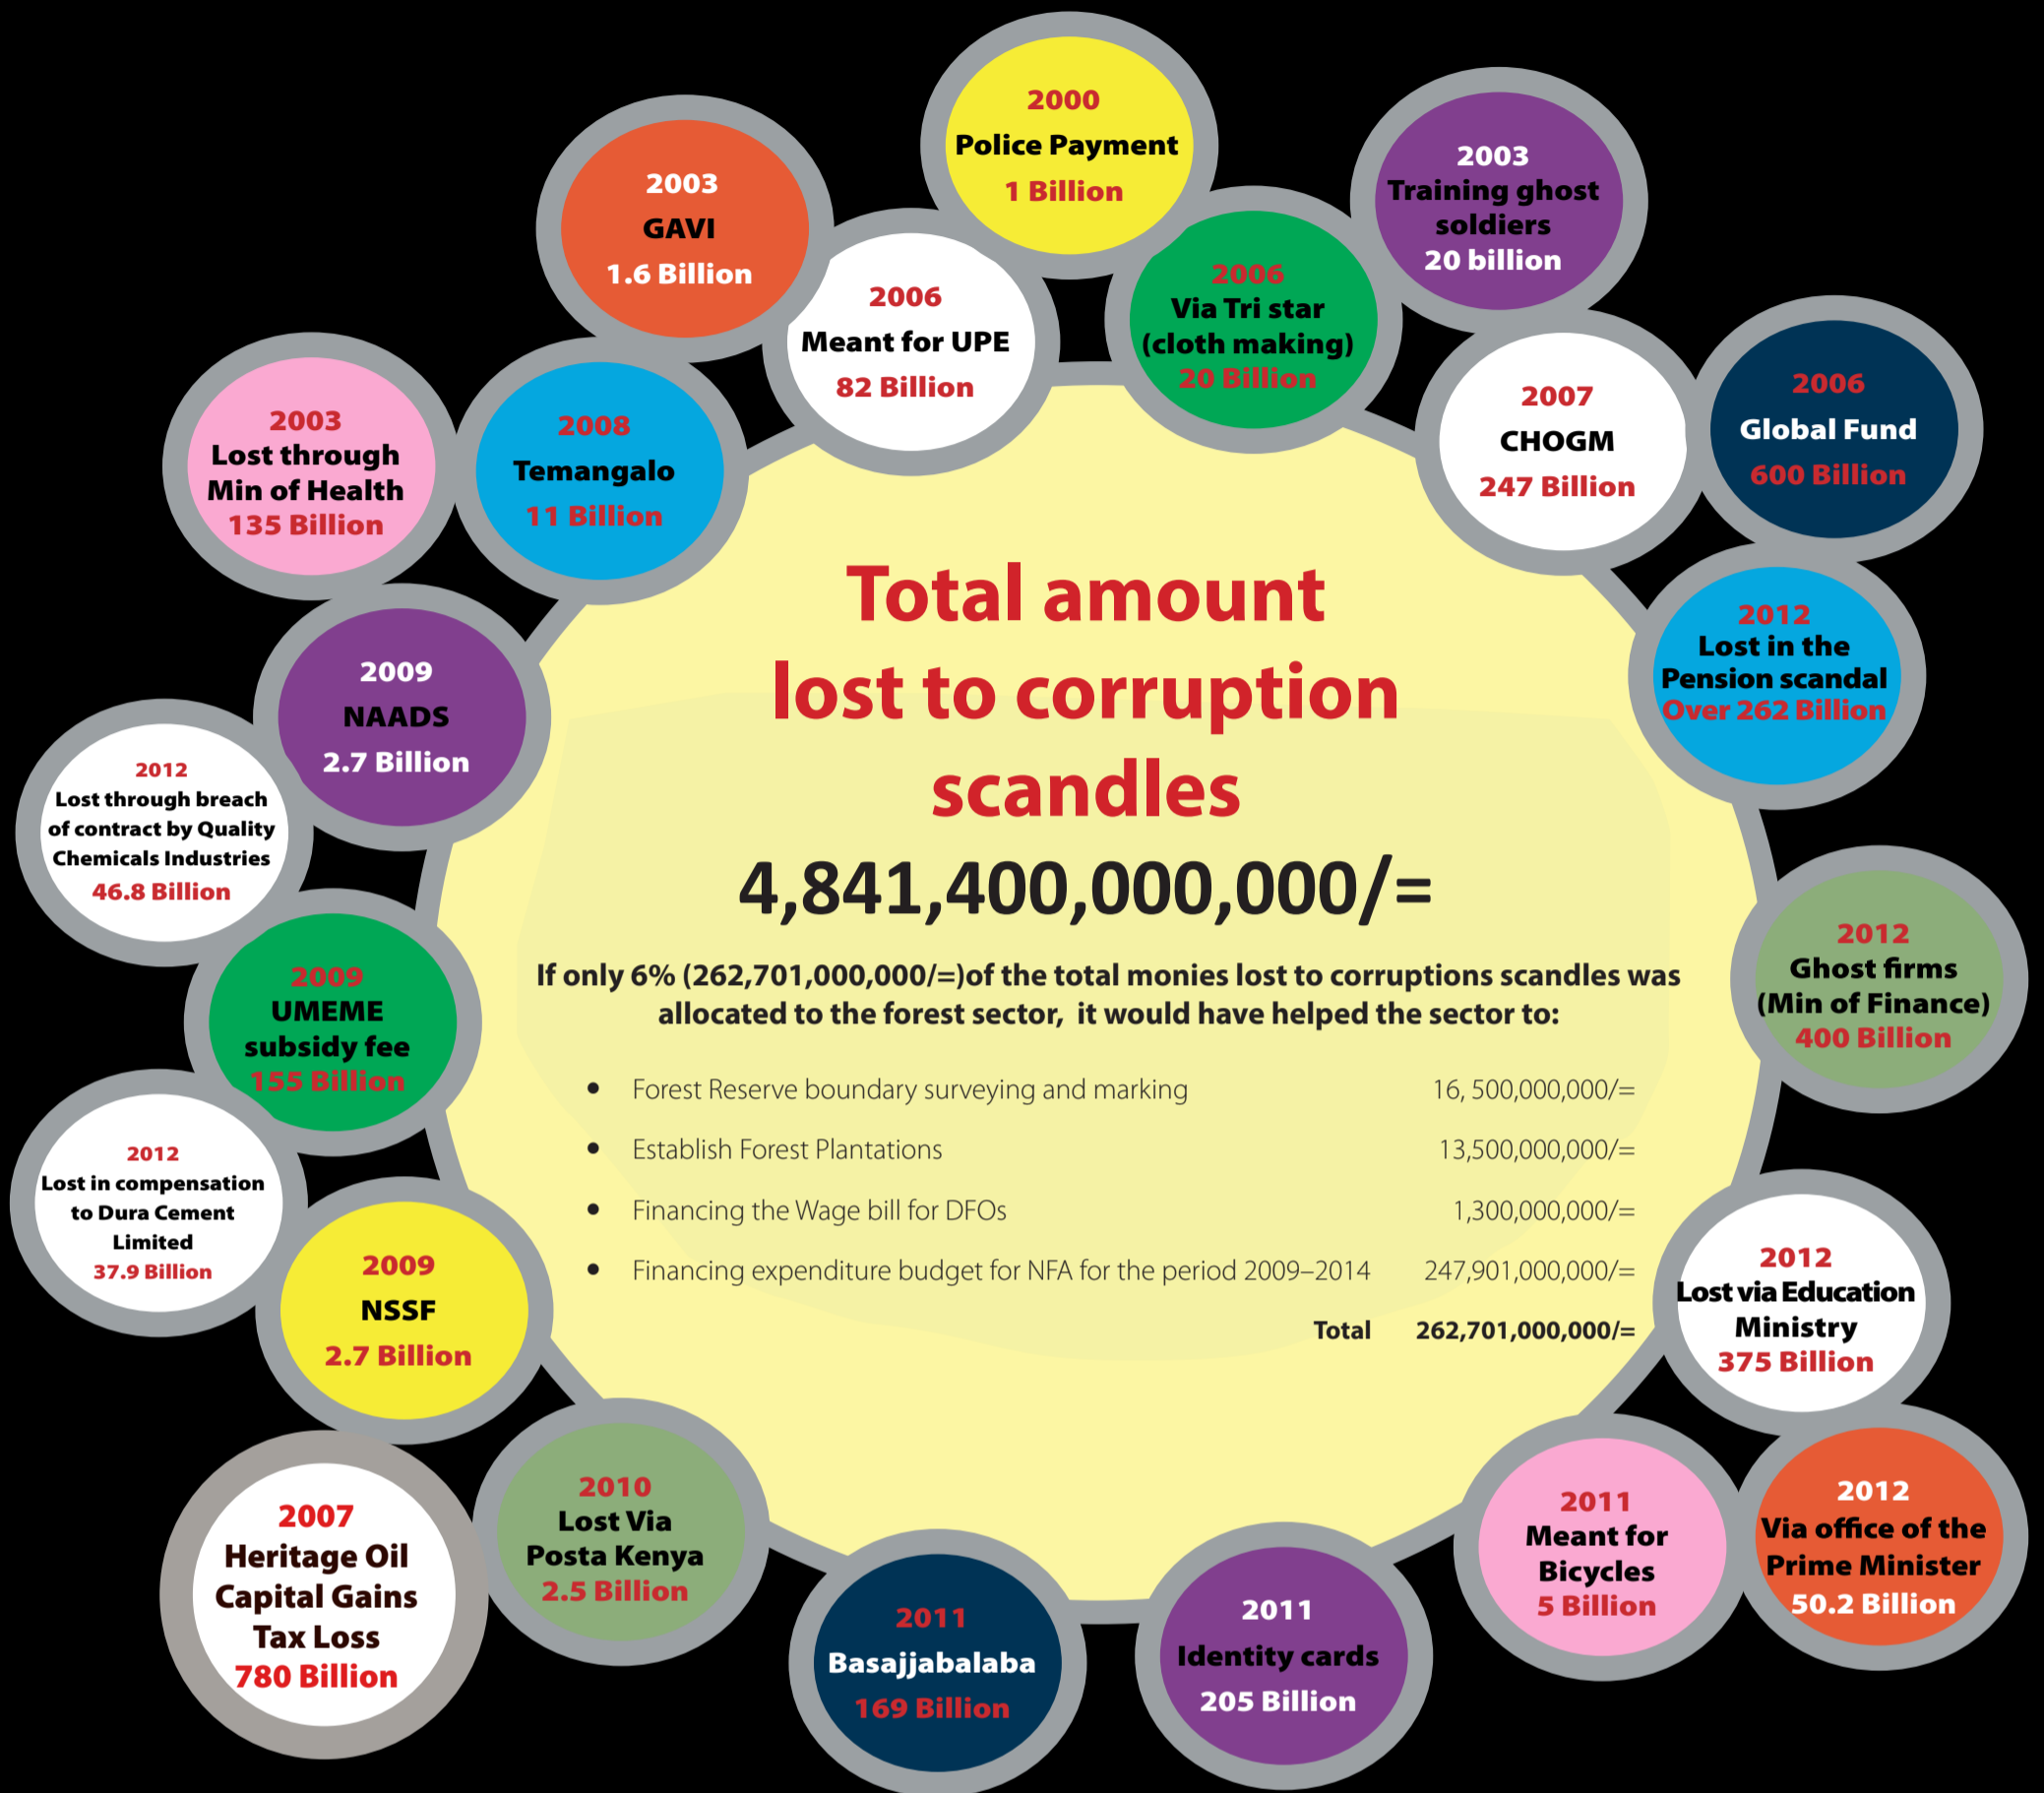 2000
Police Payment
1 Billion
2003
Training ghost
soldiers
20 billion
2003
GAVI
1.6 Billion
2006
Meant for UPE
82 Billion
2006
Via Tri star
(cloth making)
20 Billion
2007
CHOGM
247 Billion
2006
Global Fund
600 Billion
2003
Lost through
Min of Health
135 Billion
2008
Temangalo
11 Billion
2012
Lost in the
Pension scandal
Over 262 Billion
2009
NAADS
2.7 Billion
2012
Lost through breach
of contract by Quality
Chemicals Industries
46.8 Billion
2009
UMEME
subsidy fee
155 Billion
2012
Lost in compensation
to Dura Cement
Limited
37.9 Billion
2009
NSSF
2.7 Billion
2007
Heritage Oil
Capital Gains
Tax Loss
780 Billion
2010
Lost Via
Posta Kenya
2.5 Billion
2011
Basajjabalaba
169 Billion
2011
Identity cards
205 Billion
2011
Meant for
Bicycles
5 Billion
2012
Via office of the
Prime Minister
50.2 Billion
2012
Lost via Education
Ministry
375 Billion
2012
Ghost firms
(Min of Finance)
400 Billion
Total amount
lost to corruption
scandles
4,841,400,000,000/=
If only 6% (262,701,000,000/=)of the total monies lost to corruptions scandles was
allocated to the forest sector, it would have helped the sector to:
• Forest Reserve boundary surveying and marking 16, 500,000,000/=
• Establish Forest Plantations 13,500,000,000/=
• Financing the Wage bill for DFOs 1,300,000,000/=
• Financing expenditure budget for NFA for the period 2009–2014 247,901,000,000/=
Total 262,701,000,000/=